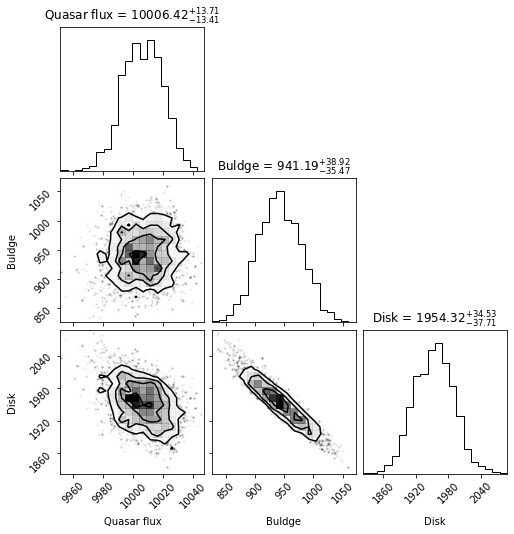 Quasar flux = 10006.42+13.71−13.41
Buldge = 941.19+38.92−35.47
1050
1000
950
900
850
Buldge
Disk = 1954.32+34.53−37.71
2040
1980
1920
1860
Disk
9960 9980 10000 10020 10040
850 900 950 1000 1050
1860 1920 1980 2040
Quasar flux
Buldge
Disk